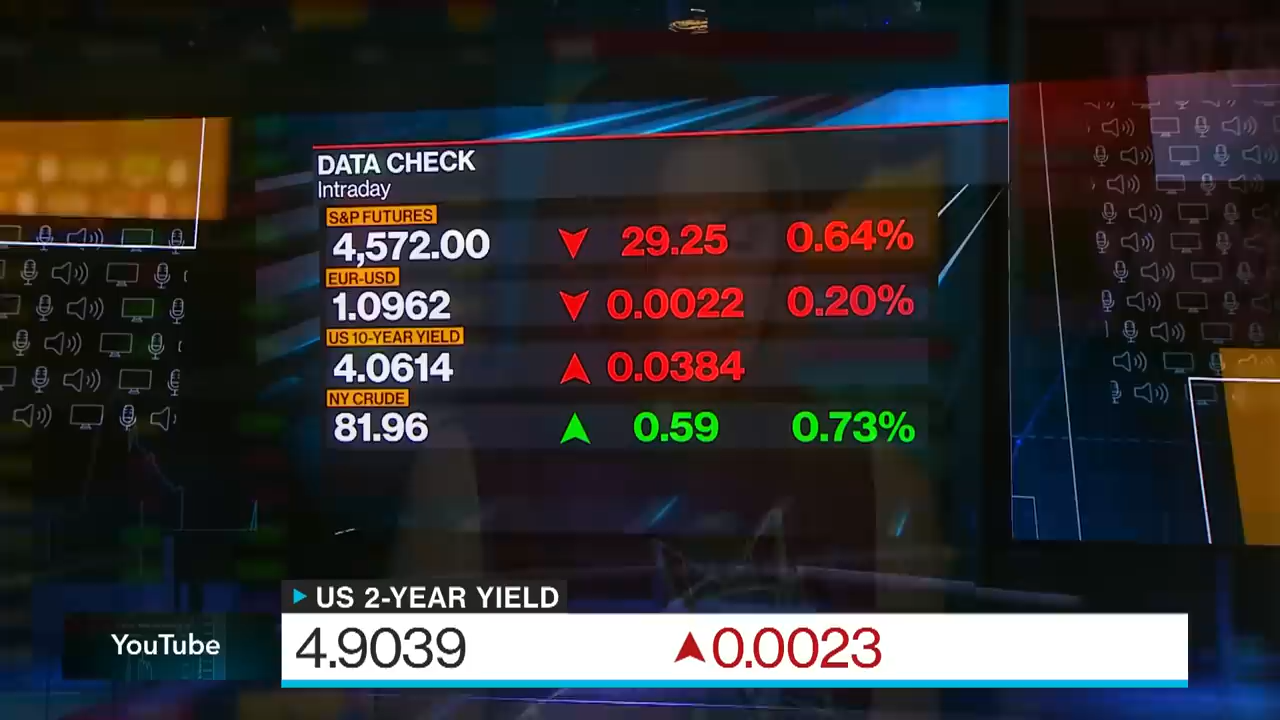 DATA CHECK
Intraday
S&P FUTURES
4,572.00 29.25 0.64%
EUR-USD
1.0962 0.0022 0.20%
US 10-YEAR YIELD
4.0614 0.0384
NY CRUDE
81.96 0.59 0.73%
US 2-YEAR YIELD
YouTube
4.9039 0.0023